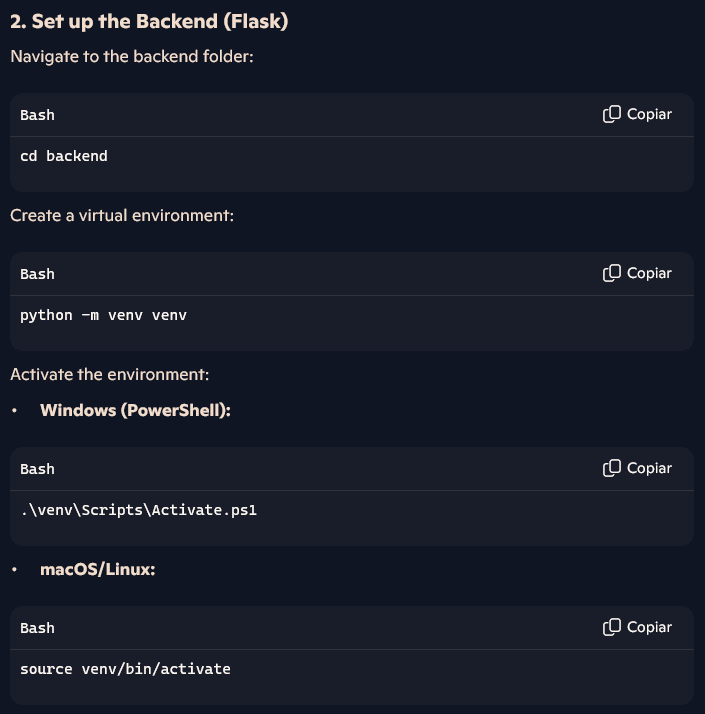 2. Set up the Backend (Flask)
Navigate to the backend folder:
Bash
Copiar
cd backend
Create a virtual environment:
Bash
Copiar
python -m venv venv
Activate the environment:
• Windows (PowerShell):
Bash
Copiar
.\venv\Scripts\Activate.ps1
• macOS/Linux:
Bash
Copiar
source venv/bin/activate